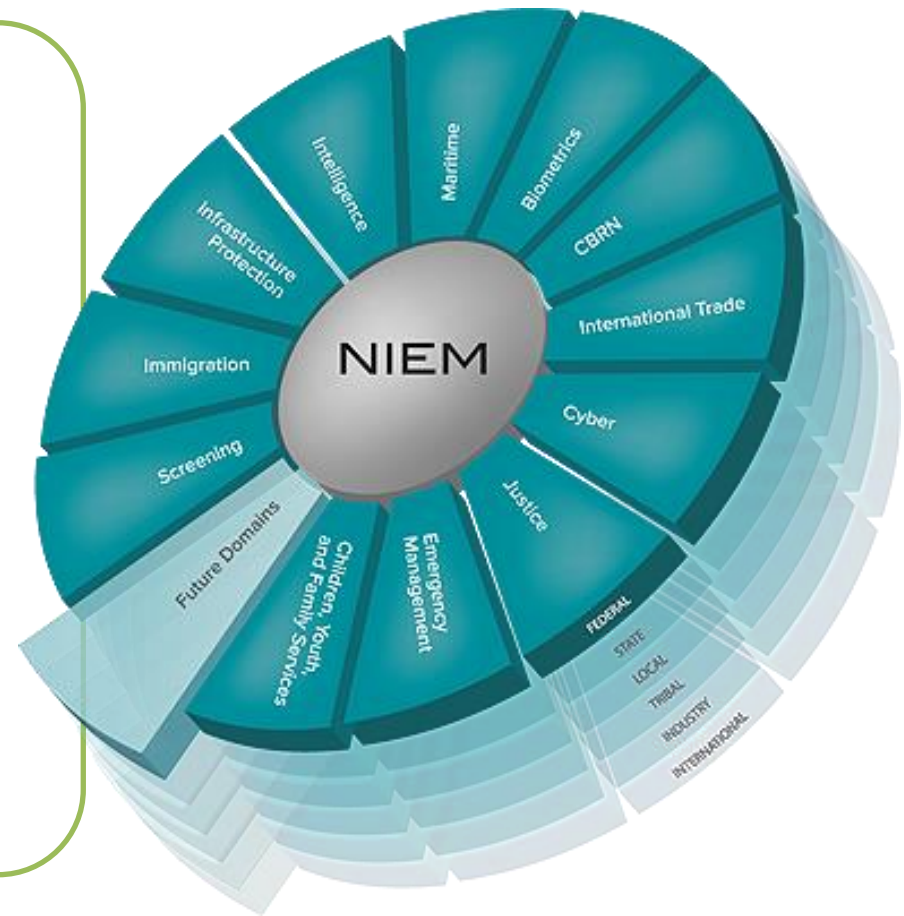 NIEM
Intelligence
Maritime
Biometrics
CBRN
International Trade
Cyber
Justice
Emergency
Management
Children, Youth,
and Family Services
Future Domains
Screening
Immigration
Infrastructure
Protection
FEDERAL
STATE
LOCAL
TRIBAL
INDUSTRY
INTERNATIONAL